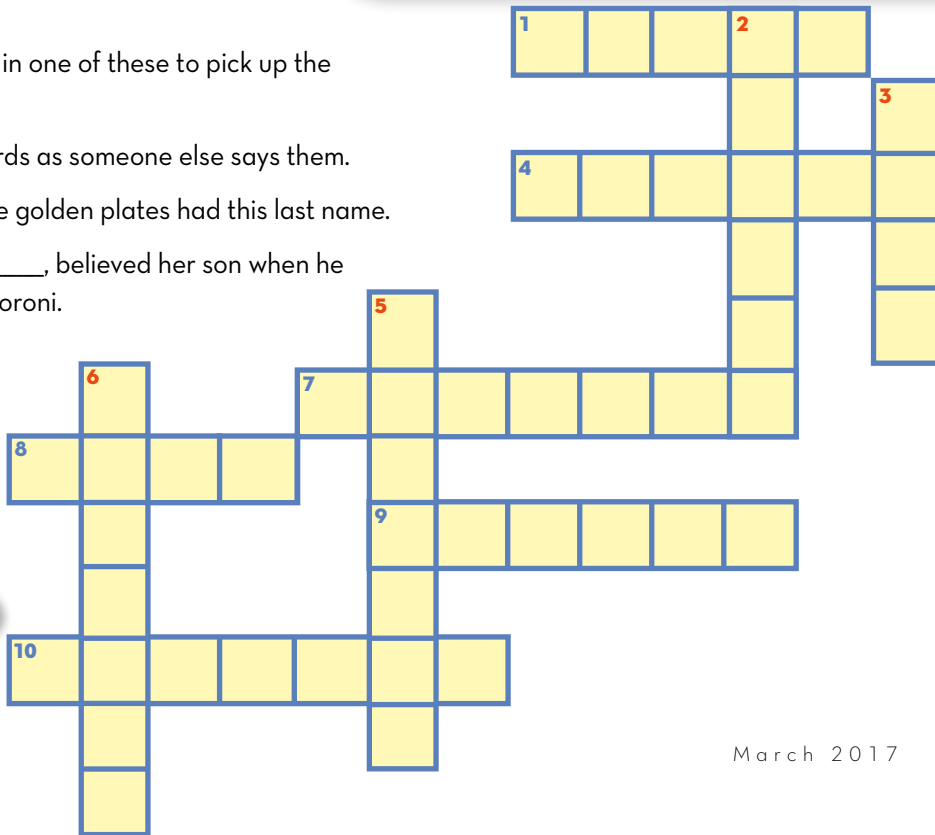 in one of these to pick up the
rds as someone else says them.
e golden plates had this last name.
___, believed her son when he
oroni.
1
2
3
4
5
6
7
8
9
10
March 2017